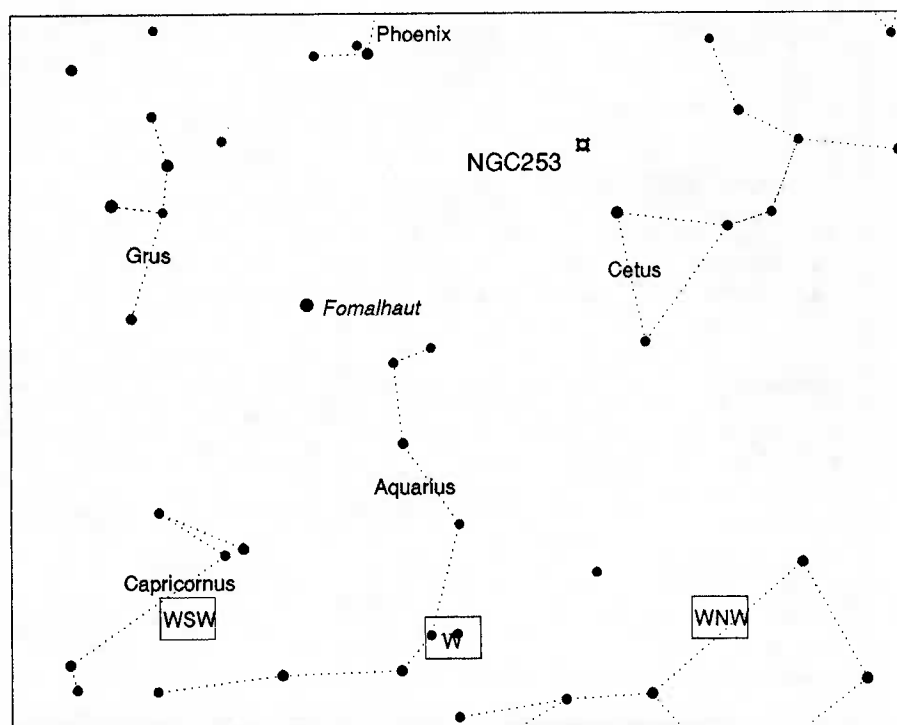 Phoenix
NGC253
Grus
Cetus
Fomalhaut
Aquarius
Capricornus
WSW
W
WNW